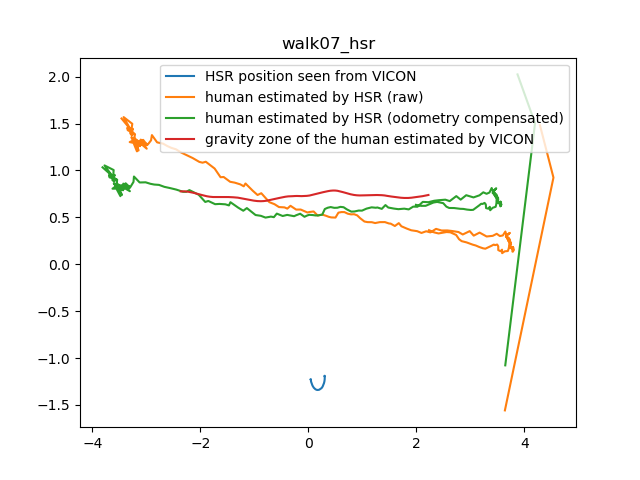 walk07_hsr
HSR position seen from VICON
human estimated by HSR (raw)
human estimated by HSR (odometry compensated)
gravity zone of the human estimated by VICON
2.0
1.5
1.0
0.5
0.0
−0.5
−1.0
−1.5
−4 −2 0 2 4